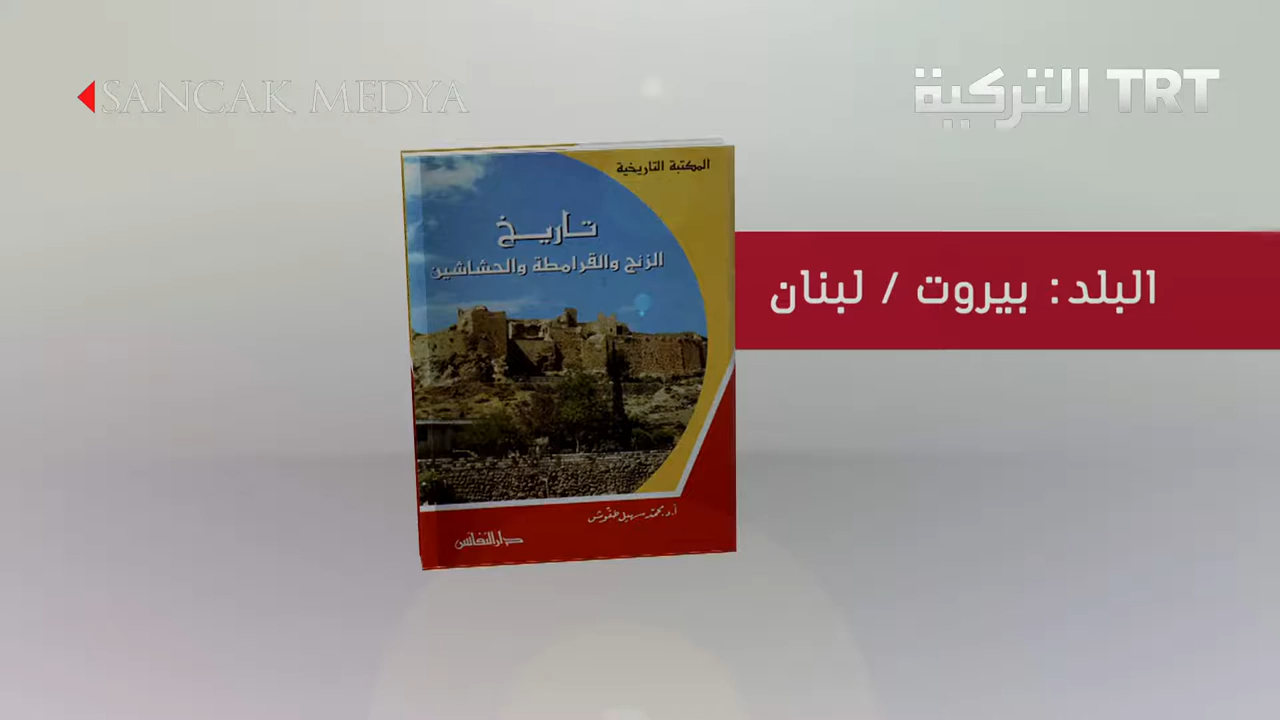 SANCAK MEDYA
TRT التركية
المكتبة التاريخية
تاريخ
الزنج والقرامطة والحشاشين
البلد: بيروت / لبنان
أ.د. محمد سهيل طقوش
دار النفائس